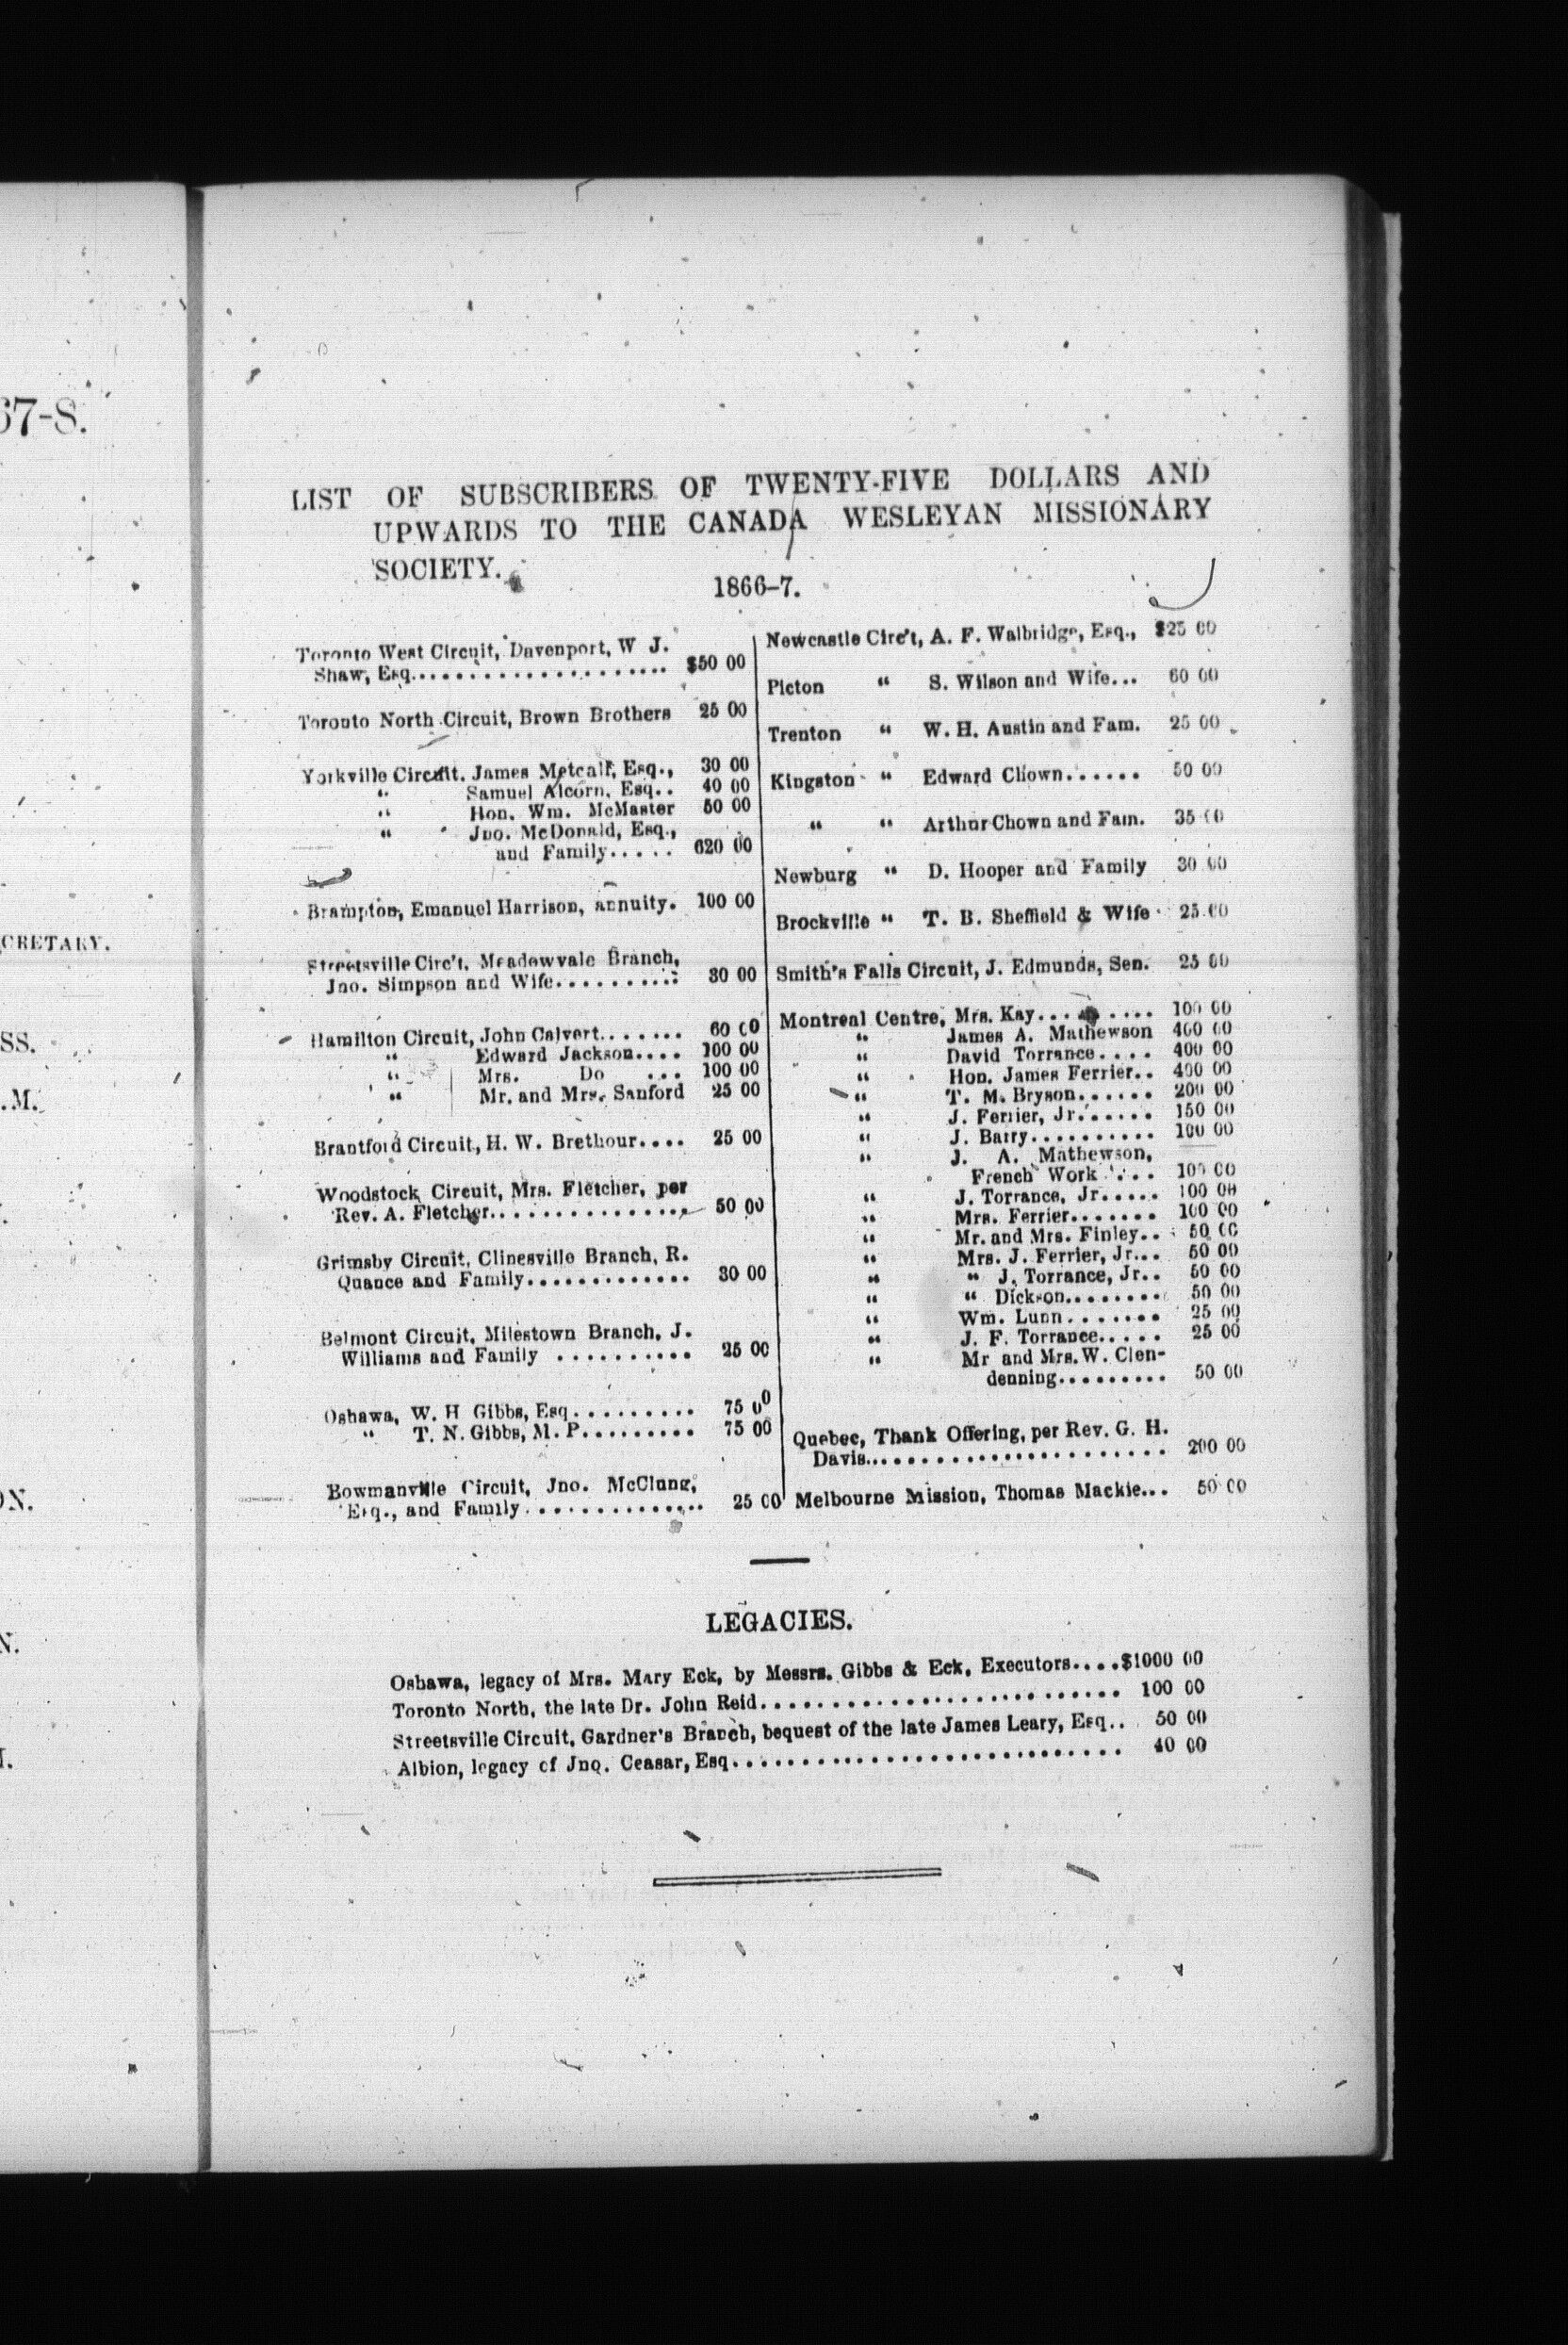 67-8.
CRETARY.
SS.
.M.
ON.
N.
LIST OF SUBSCRIBERS OF TWENTY-FIVE DOLLARS AND
UPWARDS TO THE CANADA WESLEYAN MISSIONARY
SOCIETY.
1866-7.
Toronto West Circuit, Davenport, W J.
Shaw, Esq.................... $50 00
Toronto North Circuit, Brown Brothers 25 00
Yorkville Circuit. James Metcalf, Esq., 30 00
" Samuel Alcorn, Esq.. 40 00
" Hon. Wm. McMaster 50 00
" Jno. McDonald, Esq.,
and Family..... 620 00
Brampton, Emanuel Harrison, annuity. 100 00
Streetsville Circ't. Meadowvale Branch,
Jno. Simpson and Wife.......... 30 00
Hamilton Circuit, John Calvert....... 60 00
" Edward Jackson.... 100 00
" Mrs. Do ... 100 00
" Mr. and Mrs. Sanford 25 00
Brantford Circuit, H. W. Brethour.... 25 00
Woodstock Circuit, Mrs. Fletcher, per
Rev. A. Fletcher............... 50 00
Grimsby Circuit, Clinesville Branch, R.
Quance and Family............. 30 00
Belmont Circuit, Milestown Branch, J.
Williams and Family .......... 25 00
Oshawa, W. H Gibbs, Esq.......... 75 00
" T. N. Gibbs, M. P......... 75 00
Bowmanville Circuit, Jno. McClung,
Esq., and Family.............. 25 00
Newcastle Circ't, A. F. Walbridge, Esq., $25 00
Picton " S. Wilson and Wife... 60 00
Trenton " W. H. Austin and Fam. 25 00
Kingston " Edward Chown...... 50 00
" " Arthur Chown and Fam. 35 00
Newburg " D. Hooper and Family 30 00
Brockville " T. B. Sheffield & Wife 25.00
Smith's Falls Circuit, J. Edmunds, Sen. 25 00
Montreal Centre, Mrs. Kay.......... 100 00
" James A. Mathewson 400 00
" David Torrance.... 400 00
" Hon. James Ferrier.. 400 00
" T. M. Bryson...... 200 00
" J. Ferrier, Jr...... 150 00
" J. Barry.......... 100 00
" J. A. Mathewson,
French Work .... 100 00
" J. Torrance, Jr..... 100 00
" Mrs. Ferrier....... 100 00
" Mr. and Mrs. Finley.. 50 00
" Mrs. J. Ferrier, Jr... 50 00
" " J. Torrance, Jr.. 50 00
" " Dickson........ 50 00
" Wm. Lunn....... 25 00
" J. F. Torrance..... 25 00
" Mr and Mrs. W. Clen-
denning......... 50 00
Quebec, Thank Offering, per Rev. G. H.
Davis....................... 200 00
Melbourne Mission, Thomas Mackie... 50 00
LEGACIES.
Oshawa, legacy of Mrs. Mary Eck, by Messrs. Gibbs & Eck, Executors....$1000 00
Toronto North, the late Dr. John Reid.......................... 100 00
Streetsville Circuit, Gardner's Branch, bequest of the late James Leary, Esq.. 50 00
Albion, legacy of Jno. Ceasar, Esq............................ 40 00